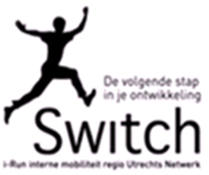 De volgende stap
in je ontwikkeling
Switch
i-Run interne mobiliteit regio Utrechts Netwerk